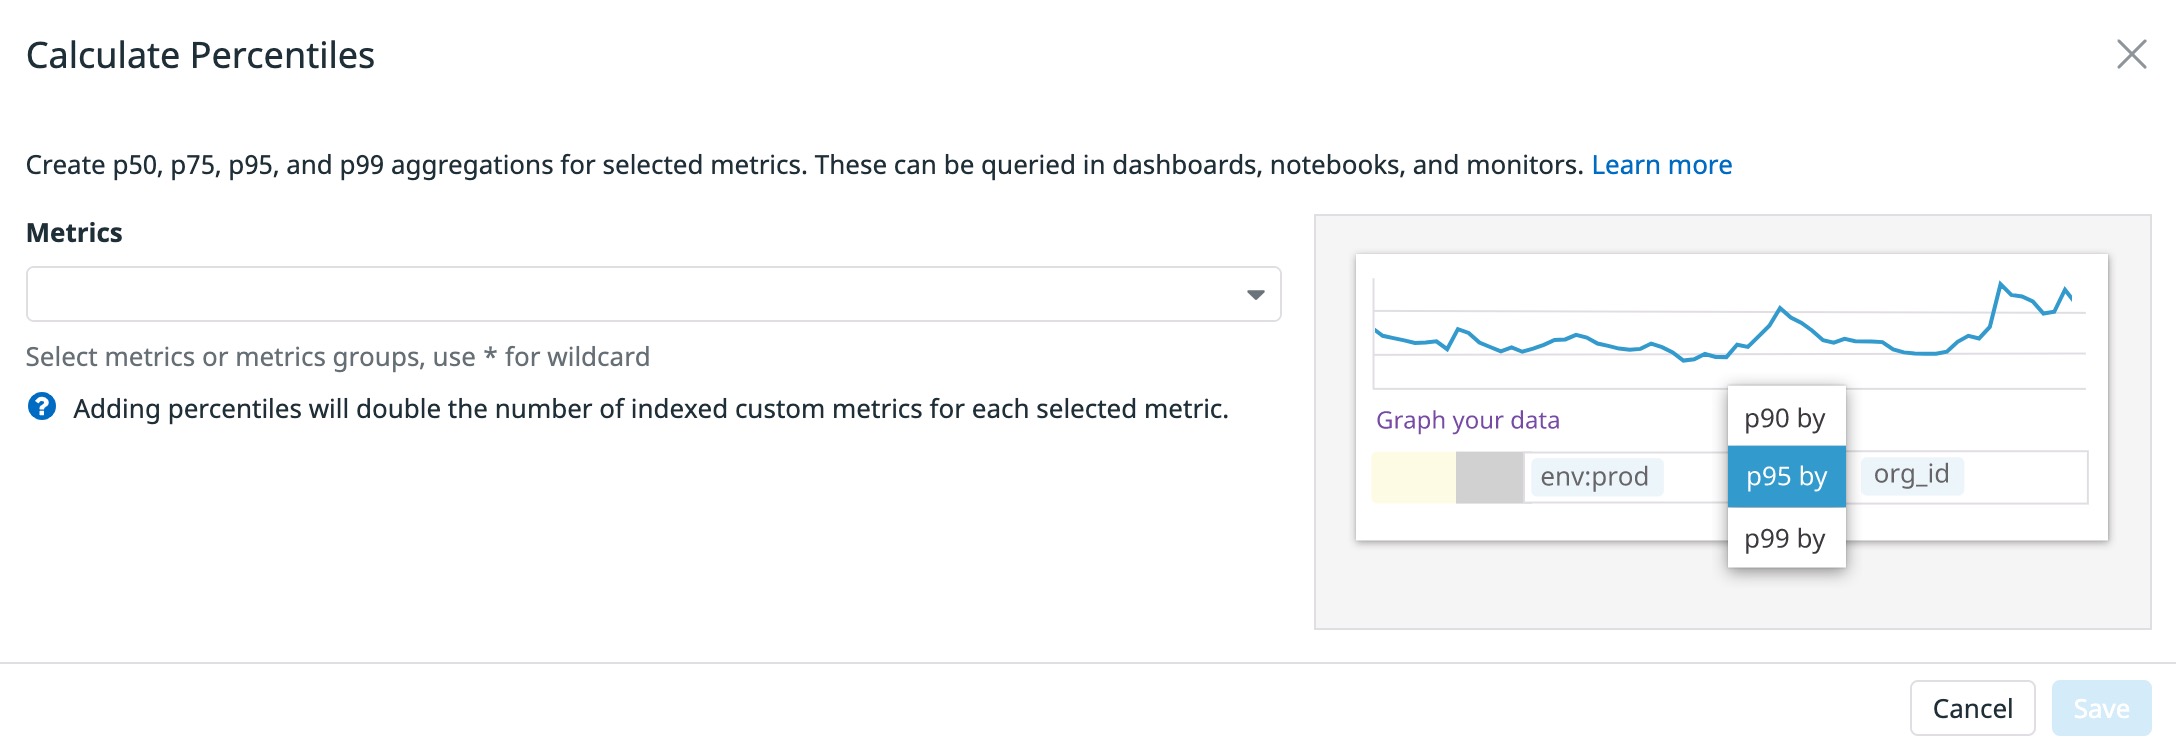 Calculate Percentiles
Create p50, p75, p95, and p99 aggregations for selected metrics. These can be queried in dashboards, notebooks, and monitors. Learn more
Metrics
Select metrics or metrics groups, use * for wildcard
? Adding percentiles will double the number of indexed custom metrics for each selected metric.
Graph your data
p90 by
env:prod
p95 by
org_id
p99 by
Cancel
Save